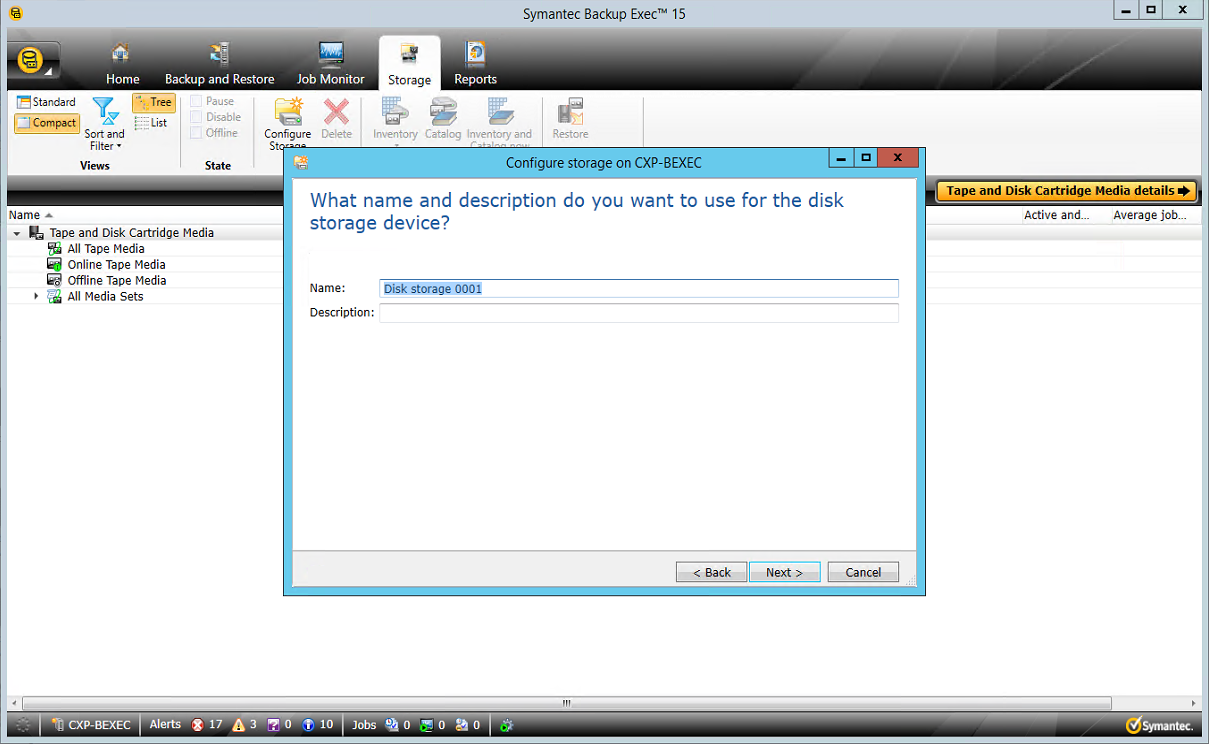 Symantec Backup Exec™ 15
Home
Backup and Restore
Job Monitor
Storage
Reports
Standard
Compact
Sort and
Filter
Tree
List
Views
Pause
Disable
Offline
State
Configure
Storage
Delete
Inventory
Catalog
Inventory and
Catalog now
Restore
Configure storage on CXP-BEXEC
What name and description do you want to use for the disk
storage device?
Name:
Disk storage 0001
Description:
< Back
Next >
Cancel
Tape and Disk Cartridge Media details
Name
Active and...
Average job...
Tape and Disk Cartridge Media
All Tape Media
Online Tape Media
Offline Tape Media
All Media Sets
CXP-BEXEC
Alerts
17
3
0
10
Jobs
0
0
0
Symantec.